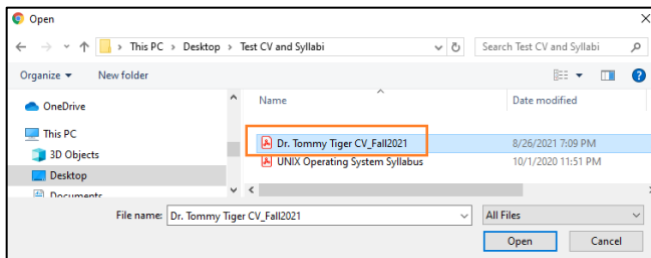 Open
This PC > Desktop > Test CV and Syllabi
Search Test CV and Syllabi
Organize
New folder
OneDrive
This PC
3D Objects
Desktop
Documents
Name
Date modified
Dr. Tommy Tiger CV_Fall2021
8/26/2021 7:09 PM
UNIX Operating System Syllabus
10/1/2020 11:51 PM
File name:
Dr. Tommy Tiger CV_Fall2021
All Files
Open
Cancel